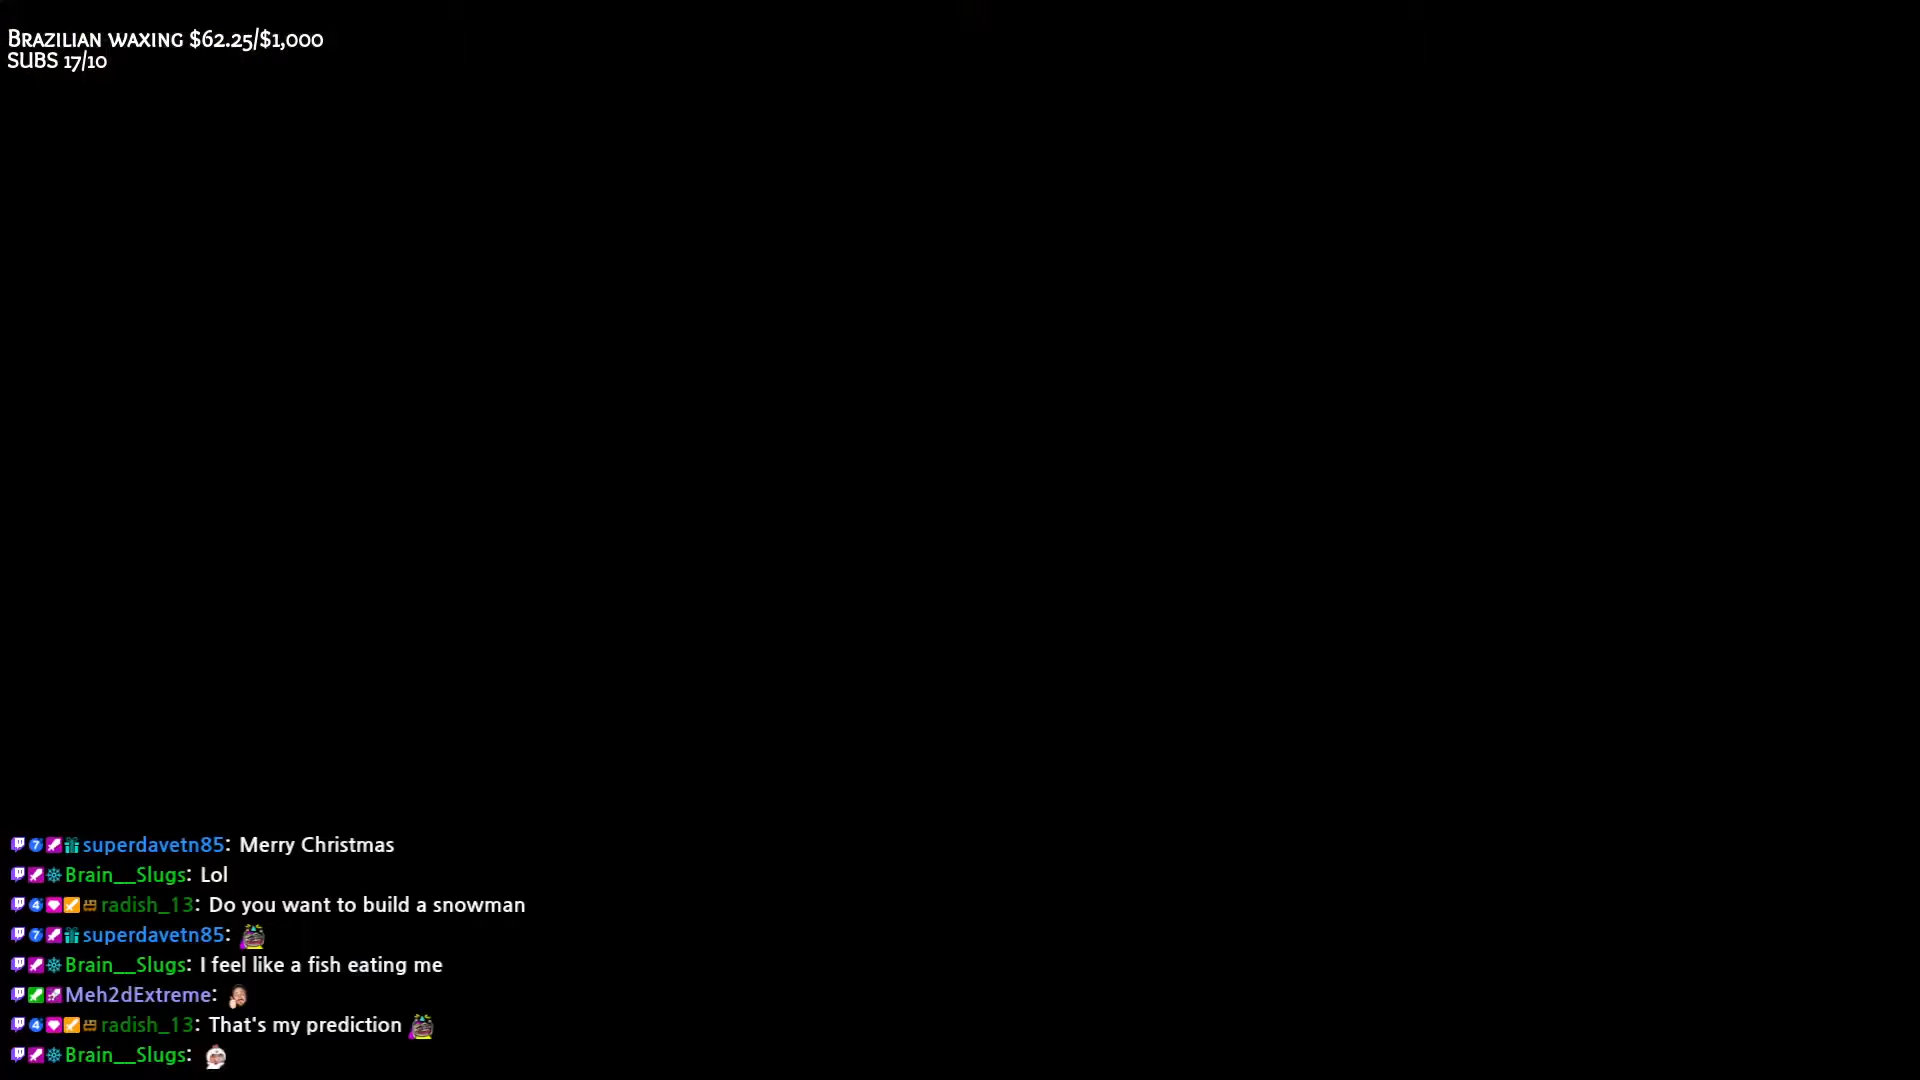 Brazilian waxing $62.25/$1,000
SUBS 17/10
superdavetn85: Merry Christmas
Brain__Slugs: Lol
radish_13: Do you want to build a snowman
superdavetn85:
Brain__Slugs: I feel like a fish eating me
Meh2dExtreme:
radish_13: That's my prediction
Brain__Slugs: